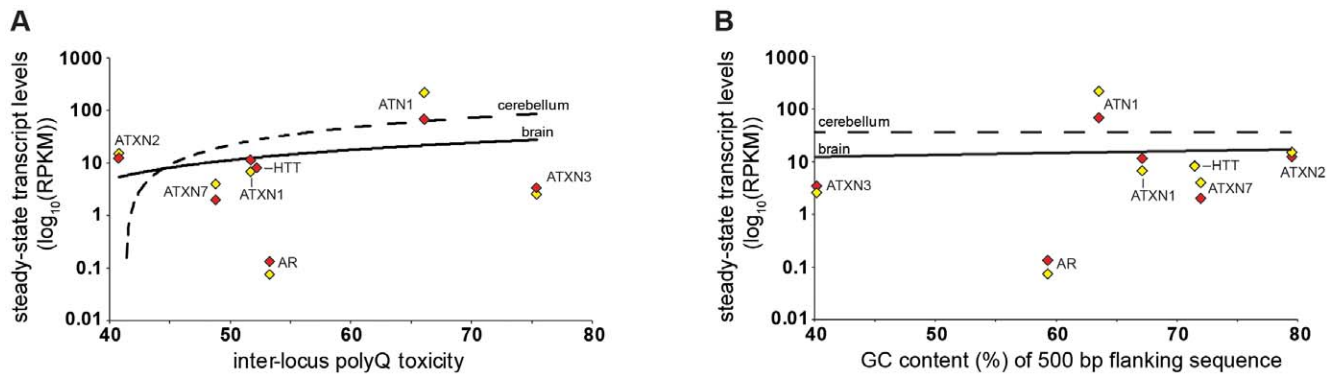 A
steady-state transcript levels
(log10(RPKM))
1000
100
10
1
0.1
0.01
40
50
60
70
80
inter-locus polyQ toxicity
ATXN2
ATXN7
ATXN1
HTT
AR
ATN1
cerebellum
brain
ATXN3
B
steady-state transcript levels
(log10(RPKM))
1000
100
10
1
0.1
0.01
40
50
60
70
80
GC content (%) of 500 bp flanking sequence
cerebellum
brain
ATXN3
AR
ATN1
ATXN1
HTT
ATXN7
ATXN2